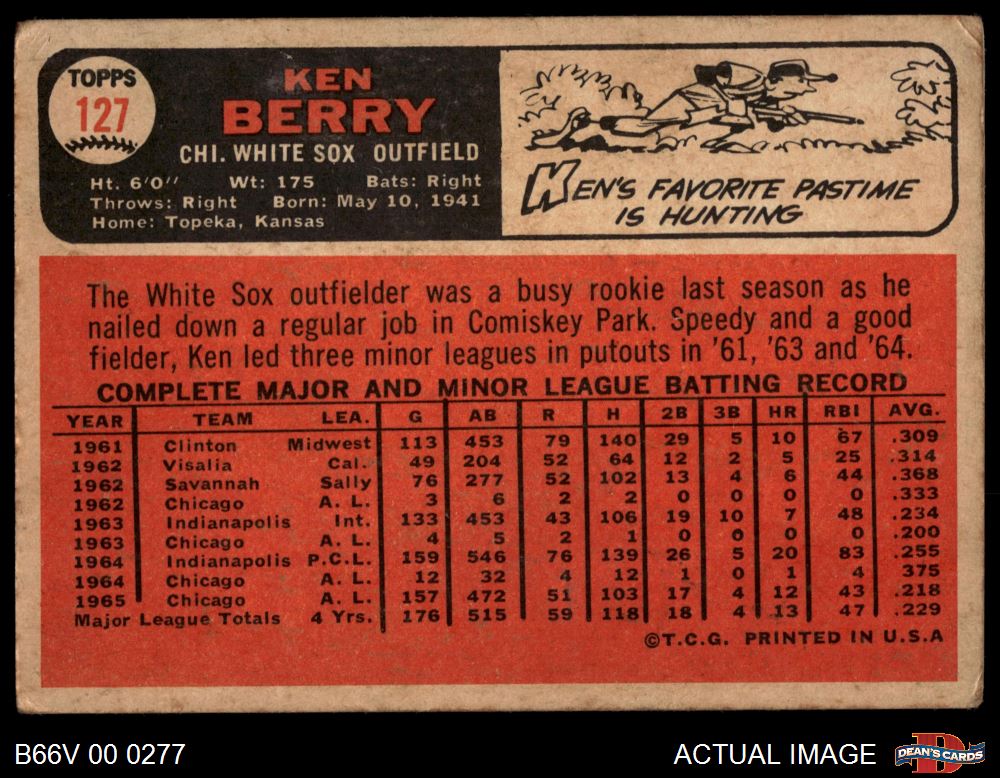 TOPPS
127
KEN
BERRY
CHI. WHITE SOX OUTFIELD
Ht. 6'0" Wt: 175 Bats: Right
Throws: Right Born: May 10, 1941
Home: Topeka, Kansas
KEN'S FAVORITE PASTIME
IS HUNTING
The White Sox outfielder was a busy rookie last season as he
nailed down a regular job in Comiskey Park. Speedy and a good
fielder, Ken led three minor leagues in putouts in '61, '63 and '64.
COMPLETE MAJOR AND MINOR LEAGUE BATTING RECORD
YEAR TEAM LEA. G AB R H 2B 3B HR RBI AVG.
1961 Clinton Midwest 113 453 79 140 29 5 10 67 .309
1962 Visalia Cal. 49 204 52 64 12 2 5 25 .314
1962 Savannah Sally 76 277 52 102 13 4 6 44 .368
1962 Chicago A. L. 3 6 2 2 0 0 0 0 .333
1963 Indianapolis Int. 133 453 43 106 19 10 7 48 .234
1963 Chicago A. L. 4 5 2 1 0 0 0 0 .200
1964 Indianapolis P.C.L. 159 546 76 139 26 5 20 83 .255
1964 Chicago A. L. 12 32 4 12 1 0 1 4 .375
1965 Chicago A. L. 157 472 51 103 17 4 12 43 .218
Major League Totals 4 Yrs. 176 515 59 118 18 4 13 47 .229
©T.C.G. PRINTED IN U.S.A
B66V 00 0277
ACTUAL IMAGE
DEAN'S CARDS